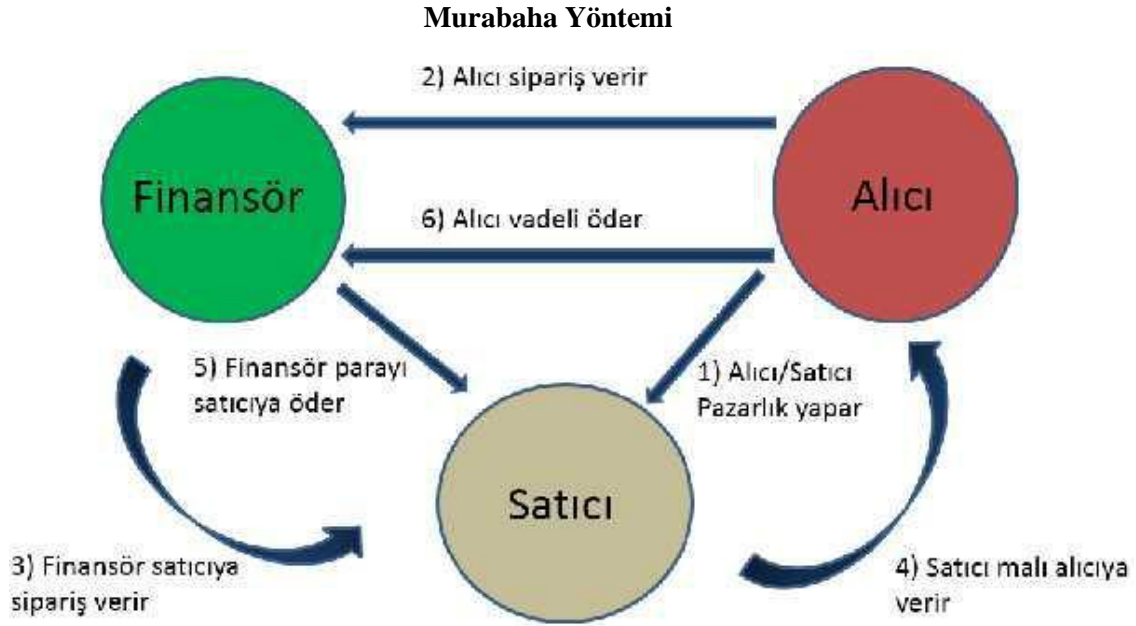 Murabaha Yöntemi
2) Alıcı sipariş verir
Finansör
Alıcı
6) Alıcı vadeli öder
5) Finansör parayı
satıcıya öder
1) Alıcı/Satıcı
Pazarlık yapar
Satıcı
3) Finansör satıcıya
sipariş verir
4) Satıcı malı alıcıya
verir